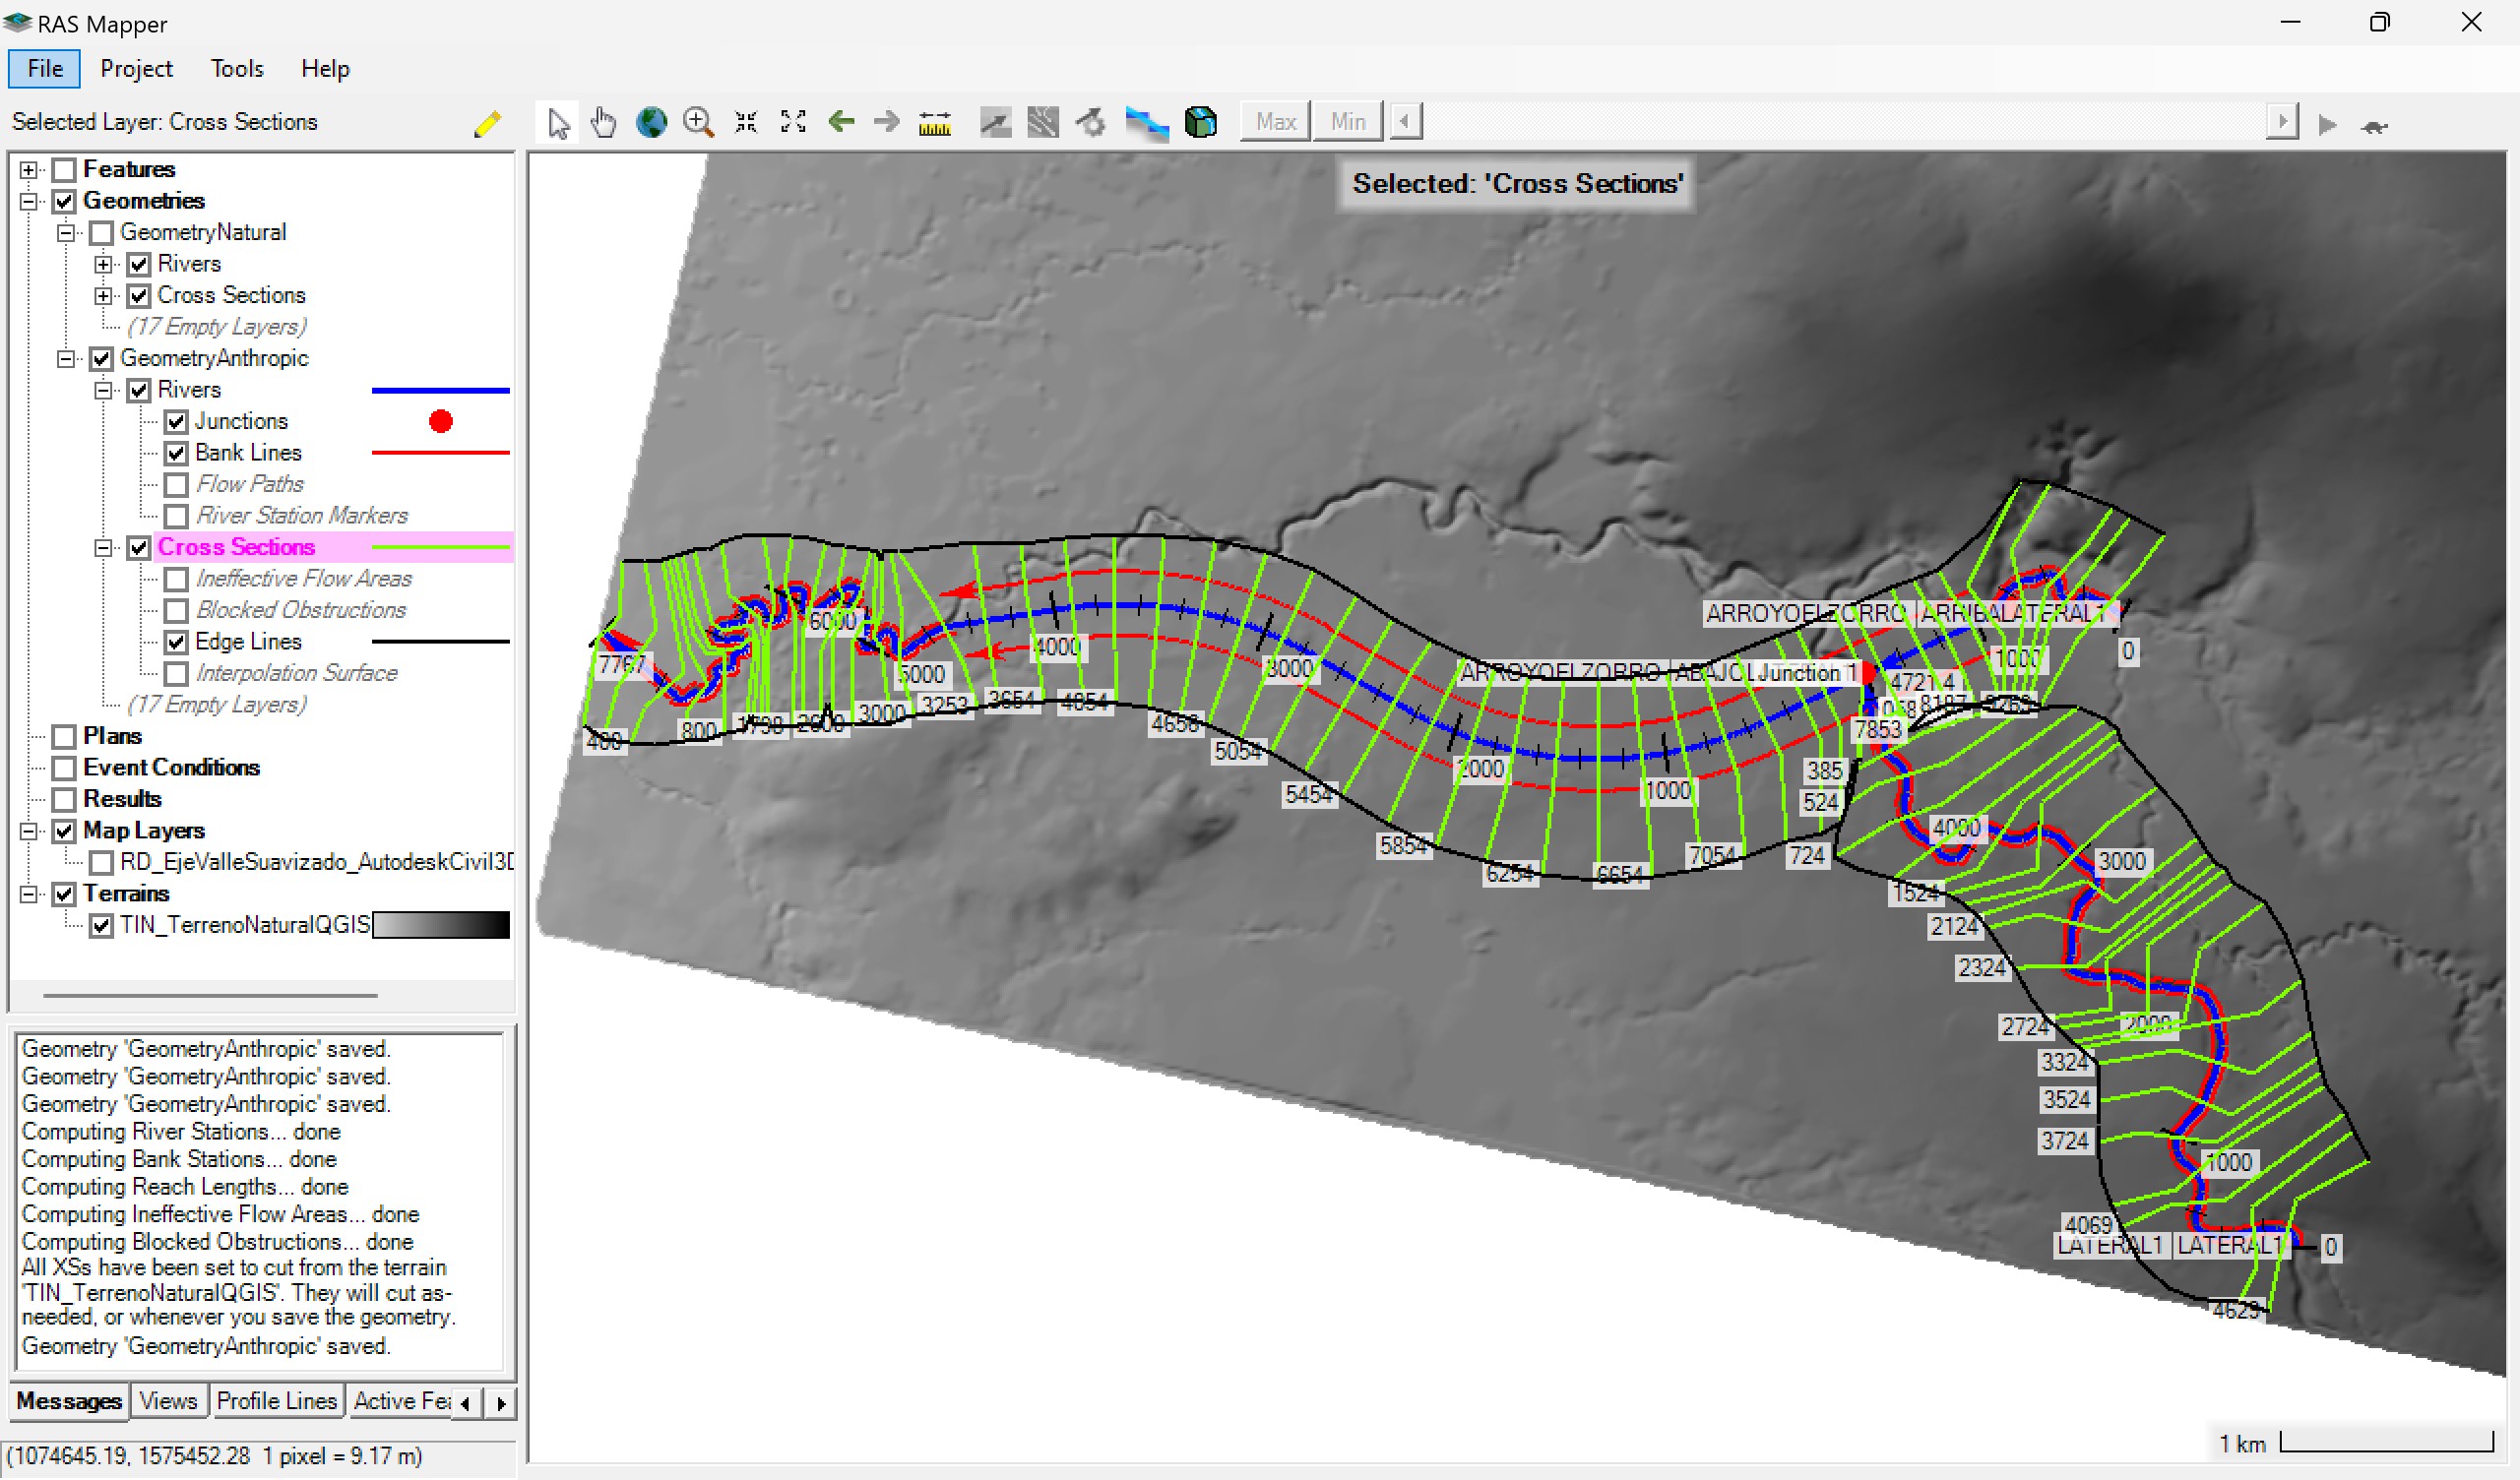 RAS Mapper
File Project Tools Help
Selected Layer: Cross Sections
Max Min
Features
Geometries
GeometryNatural
Rivers
Cross Sections
(17 Empty Layers)
GeometryAnthropic
Rivers
Junctions
Bank Lines
Flow Paths
River Station Markers
Cross Sections
Ineffective Flow Areas
Blocked Obstructions
Edge Lines
Interpolation Surface
(17 Empty Layers)
Plans
Event Conditions
Results
Map Layers
RD_EjeValleSuavizado_AutodeskCivil3D
Terrains
TIN_TerrenoNaturalQGIS
Geometry 'GeometryAnthropic' saved.
Geometry 'GeometryAnthropic' saved.
Geometry 'GeometryAnthropic' saved.
Computing River Stations... done
Computing Bank Stations... done
Computing Reach Lengths... done
Computing Ineffective Flow Areas... done
Computing Blocked Obstructions... done
All XSs have been set to cut from the terrain
'TIN_TerrenoNaturalQGIS'. They will cut as-
needed, or whenever you save the geometry.
Geometry 'GeometryAnthropic' saved.
Messages Views Profile Lines Active Fea
(1074645.19, 1575452.28 1 pixel = 9.17 m)
Selected: 'Cross Sections'
ARROYOELZORRO ARRIBALATERAL1
0
6000
4000
1000
7767
5000
3000
ARROYOELZORRO ABAJOL Junction 1
4721.4
400
800
1798
3000
3253
3654
4654
4658
8187
7853
5054
2000
385
5454
1000
524
4000
5854
6254
6654
7054
724
3000
1524
2124
2324
2724
2000
3324
3524
3724
1000
4069
LATERAL1 LATERAL1
0
4623
1 km